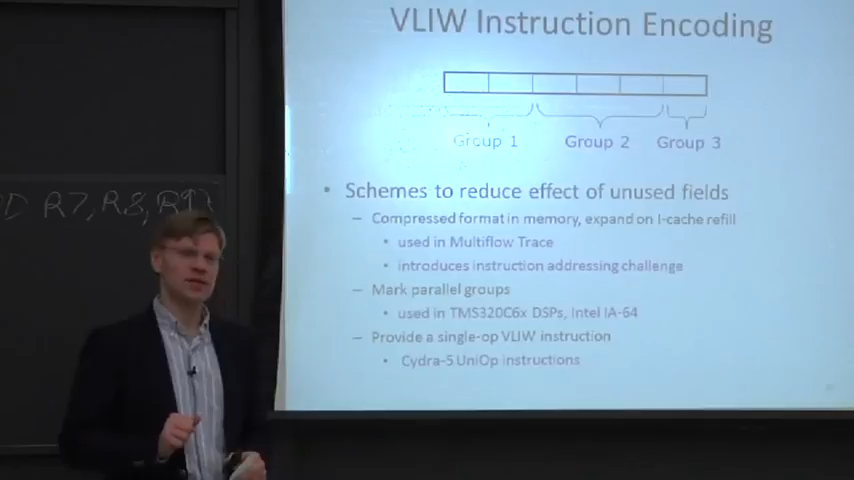 VLIW Instruction Encoding
Group 1 Group 2 Group 3
• Schemes to reduce effect of unused fields
– Compressed format in memory, expand on I-cache refill
• used in Multiflow Trace
• introduces instruction addressing challenge
– Mark parallel groups
• used in TMS320C6x DSPs, Intel IA-64
– Provide a single-op VLIW instruction
• Cydra-5 UniOp instructions
R7, R8, R9}